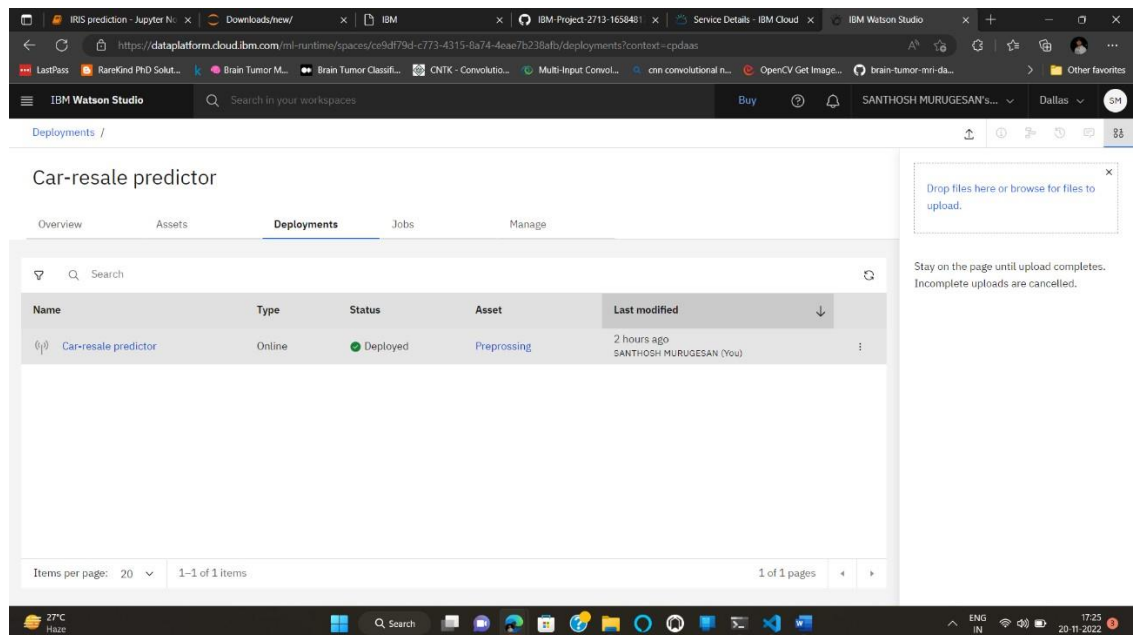 IRIS prediction - Jupyter No
Downloads/new/
IBM
IBM-Project-2713-1658481
Service Details - IBM Cloud
IBM Watson Studio
https://dataplatform.cloud.ibm.com/ml-runtime/spaces/ce9df79d-c773-4315-8a74-4eae7b238afb/deployments?context=cpdaas
LastPass
RareKind PhD Solut...
Brain Tumor M...
Brain Tumor Classifi...
CNTK - Convolutio...
Multi-Input Convol...
cnn convolutional n...
OpenCV Get Image...
brain-tumor-mri-da...
Other favorites
IBM Watson Studio
Search in your workspaces
Buy
SANTHOSH MURUGESAN's...
Dallas
SM
Deployments /
Car-resale predictor
Overview Assets Deployments Jobs Manage
Drop files here or browse for files to
upload.
Stay on the page until upload completes.
Incomplete uploads are cancelled.
Search
Name Type Status Asset Last modified
Car-resale predictor Online Deployed Preprossing 2 hours ago
SANTHOSH MURUGESAN (You)
Items per page: 20 1–1 of 1 items 1 of 1 pages
27°C
Haze
Search
ENG
IN
17:25
20-11-2022
3